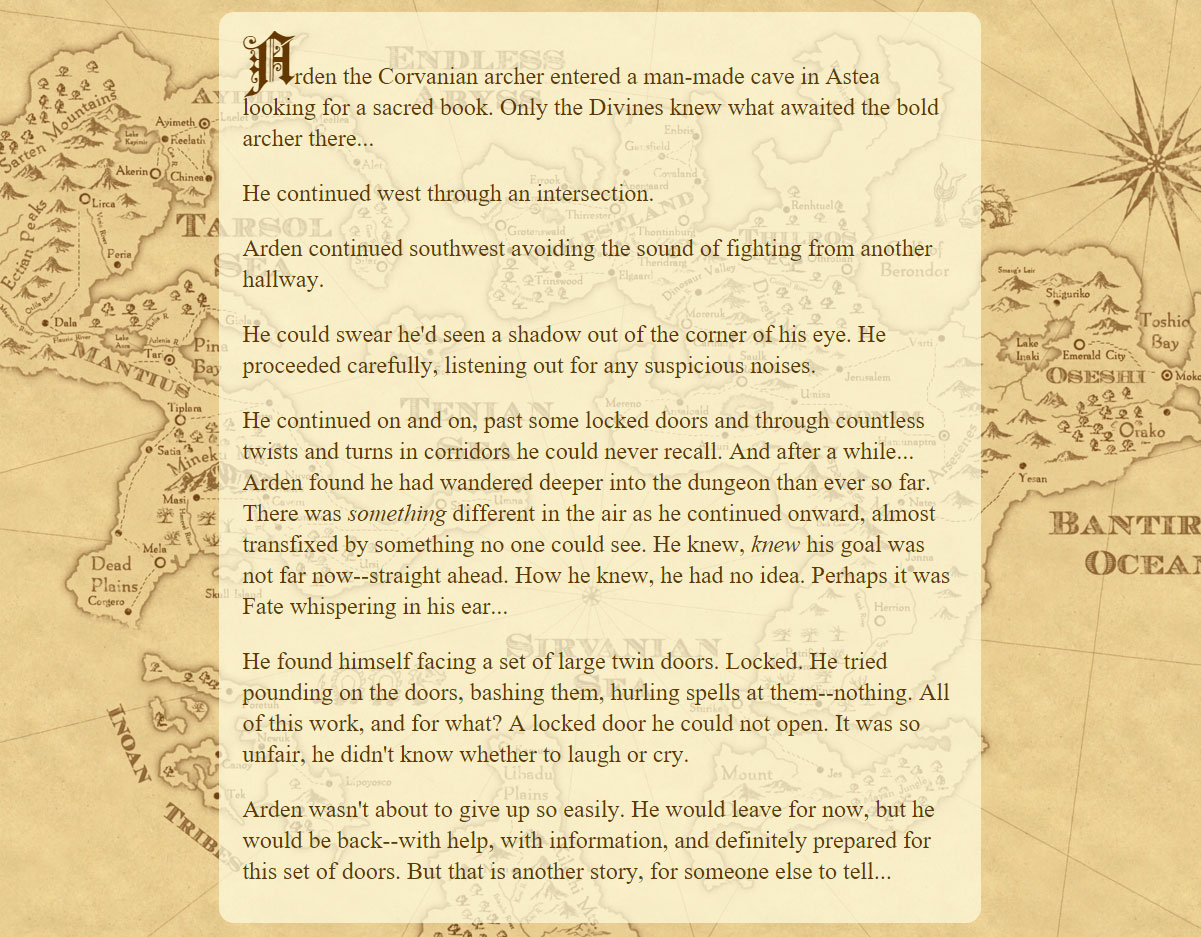 Arden the Corvanian archer entered a man-made cave in Astea
looking for a sacred book. Only the Divines knew what awaited the bold
archer there...
He continued west through an intersection.
Arden continued southwest avoiding the sound of fighting from another
hallway.
He could swear he'd seen a shadow out of the corner of his eye. He
proceeded carefully, listening out for any suspicious noises.
He continued on and on, past some locked doors and through countless
twists and turns in corridors he could never recall. And after a while...
Arden found he had wandered deeper into the dungeon than ever so far.
There was something different in the air as he continued onward, almost
transfixed by something no one could see. He knew, knew his goal was
not far now--straight ahead. How he knew, he had no idea. Perhaps it was
Fate whispering in his ear...
He found himself facing a set of large twin doors. Locked. He tried
pounding on the doors, bashing them, hurling spells at them--nothing. All
of this work, and for what? A locked door he could not open. It was so
unfair, he didn't know whether to laugh or cry.
Arden wasn't about to give up so easily. He would leave for now, but he
would be back--with help, with information, and definitely prepared for
this set of doors. But that is another story, for someone else to tell...
Sarten Mountains
Ayimeth
Reelath
Akerin
Chinea
Lirca
Ectian Peaks
Peria
Tarsol
Sea
Dala
Mantius
Tar
Tiplara
Satia
Masi
Mela
Dead
Plains
Corgero
Inoan
Tribes
Endless
Abyss
Tenian
Sea
Sirvanian
Sea
Ubadu
Plains
Mount
Berondor
Herrion
Jerusalem
Shiguriko
Toshio
Bay
Lake
Inaki
Emerald City
Oseshi
Orako
Yesan
Bantir
Ocean